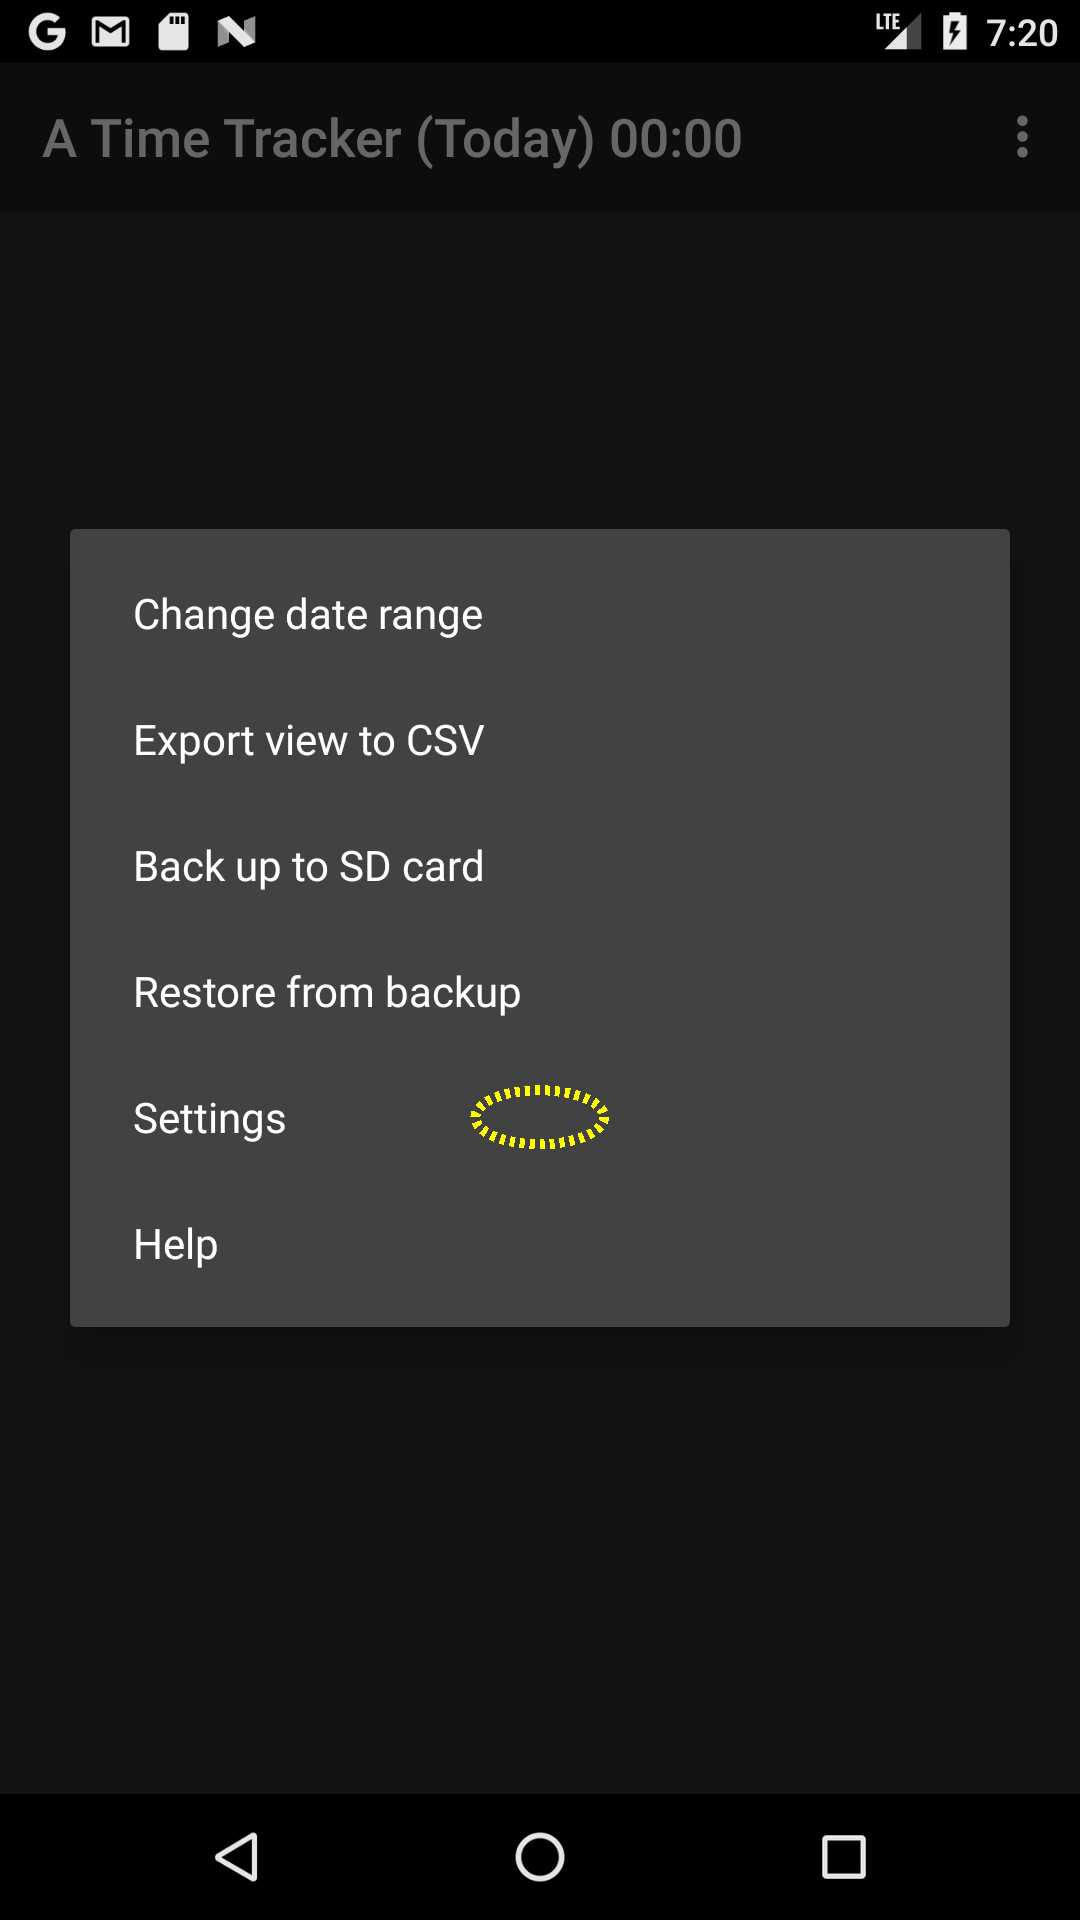 LTE 7:20
A Time Tracker (Today) 00:00
Change date range
Export view to CSV
Back up to SD card
Restore from backup
Settings
Help